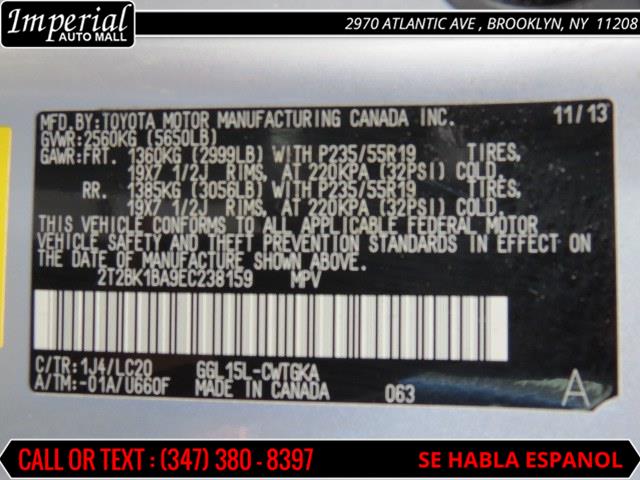 Imperial
AUTO MALL
2970 ATLANTIC AVE , BROOKLYN, NY 11208
MFD.BY:TOYOTA MOTOR MANUFACTURING CANADA INC. 11/13
GVWR:2560KG (5650LB)
GAWR:FRT. 1360KG (2999LB) WITH P235/55R19 TIRES,
19X7 1/2J RIMS, AT 220KPA (32PSI) COLD.
RR. 1385KG (3056LB) WITH P235/55R19 TIRES,
19X7 1/2J RIMS, AT 220KPA (32PSI) COLD.
THIS VEHICLE CONFORMS TO ALL APPLICABLE FEDERAL MOTOR
VEHICLE SAFETY AND THEFT PREVENTION STANDARDS IN EFFECT ON
THE DATE OF MANUFACTURE SHOWN ABOVE.
2T2BK1BA9EC238159 MPV
C/TR:1J4/LC20 GGL15L-CWTGKA
A/TM:-01A/U660F MADE IN CANADA 063 A
CALL OR TEXT : (347) 380 - 8397 SE HABLA ESPANOL